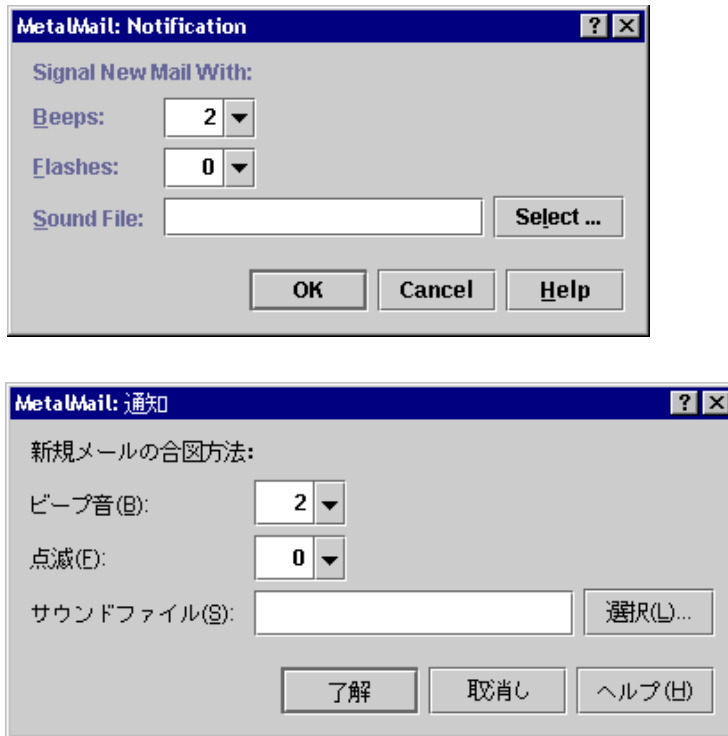 MetalMail: Notification
Signal New Mail With:
Beeps: 2
Flashes: 0
Sound File: Select ...
OK Cancel Help
MetalMail: 通知
新規メールの合図方法:
ビープ音(B): 2
点滅(F): 0
サウンドファイル(S): 選択(L)...
了解 取消し ヘルプ(H)